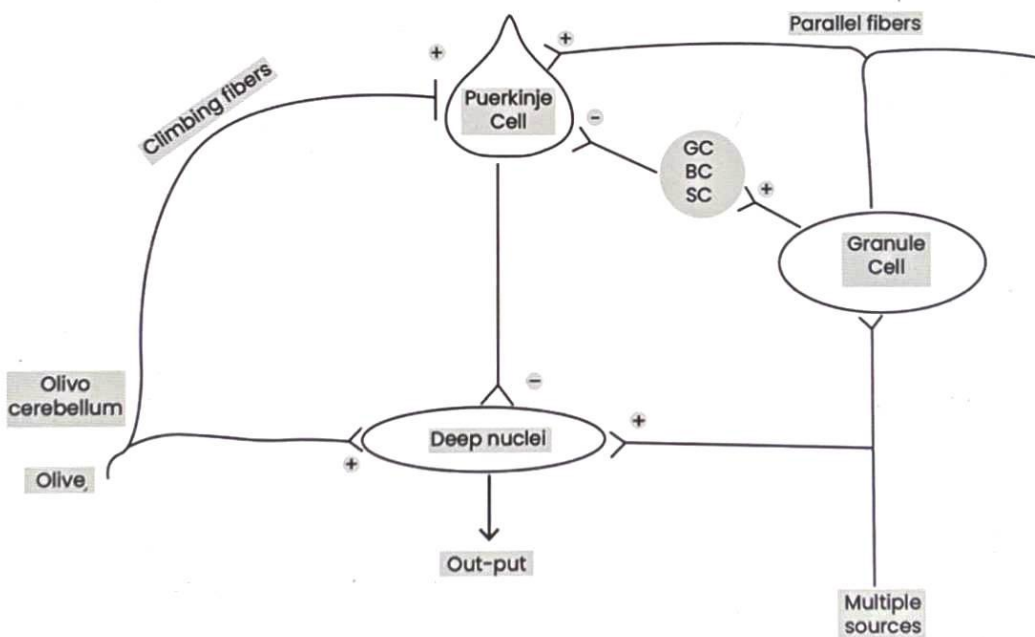 Parallel fibers
+
+
Climbing fibers
Puerkinje
Cell
−
GC
BC
SC
+
Granule
Cell
Olivo
cerebellum
−
+
Deep nuclei
+
Olive
Out-put
Multiple
sources